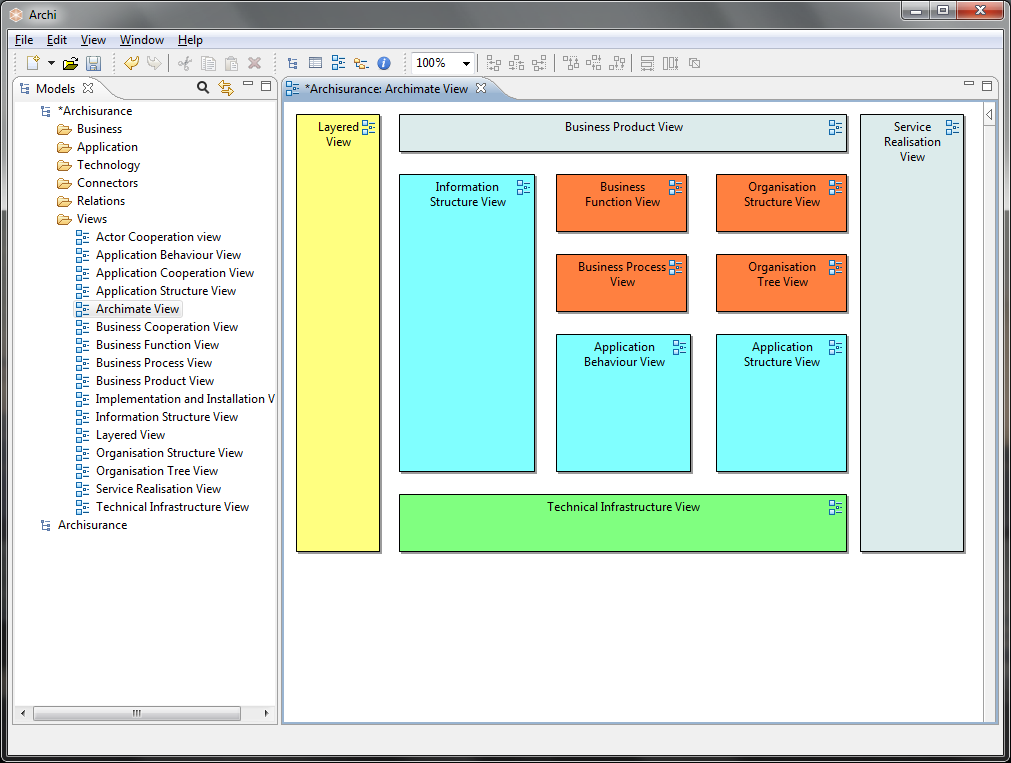 Archi
File Edit View Window Help
100%
Models
*Archisurance
Business
Application
Technology
Connectors
Relations
Views
Actor Cooperation view
Application Behaviour View
Application Cooperation View
Application Structure View
Archimate View
Business Cooperation View
Business Function View
Business Process View
Business Product View
Implementation and Installation V
Information Structure View
Layered View
Organisation Structure View
Organisation Tree View
Service Realisation View
Technical Infrastructure View
Archisurance
*Archisurance: Archimate View
Layered
View
Business Product View
Service
Realisation
View
Information
Structure View
Business
Function View
Organisation
Structure View
Business Process
View
Organisation
Tree View
Application
Behaviour View
Application
Structure View
Technical Infrastructure View